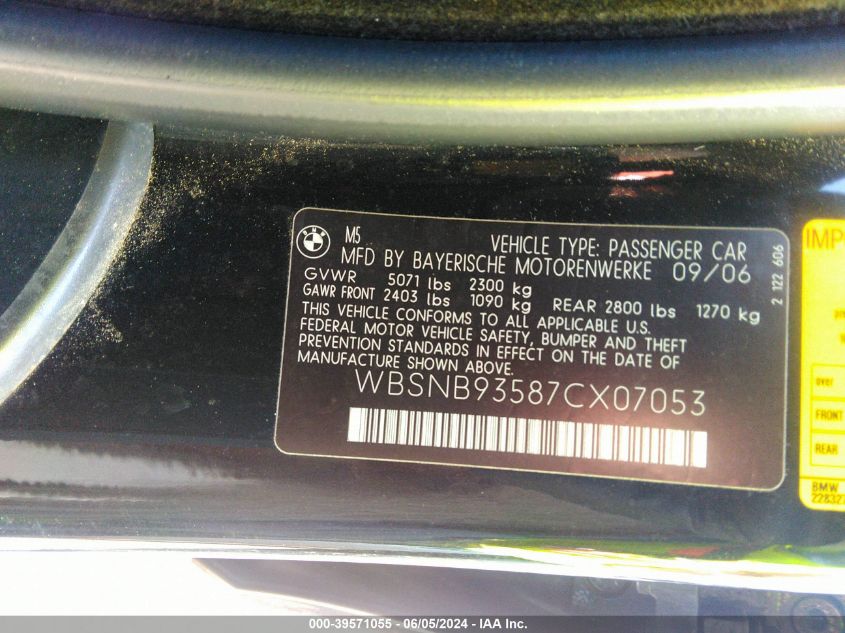 BMW
M5
VEHICLE TYPE: PASSENGER CAR
MFD BY BAYERISCHE MOTORENWERKE 09/06
GVWR 5071 lbs 2300 kg
GAWR FRONT 2403 lbs 1090 kg REAR 2800 lbs 1270 kg
THIS VEHICLE CONFORMS TO ALL APPLICABLE U.S.
FEDERAL MOTOR VEHICLE SAFETY, BUMPER AND THEFT
PREVENTION STANDARDS IN EFFECT ON THE DATE OF
MANUFACTURE SHOWN ABOVE.
WBSNB93587CX07053
2 122 606
over
FRONT
REAR
BMW
000-39571055 - 06/05/2024 - IAA Inc.